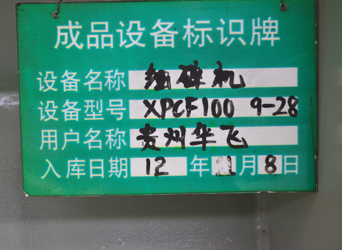 成品设备标识牌
设备名称 细碎机
设备型号 XPCF100 9-28
用户名称 贵州华飞
入库日期 12 年 月 8 日